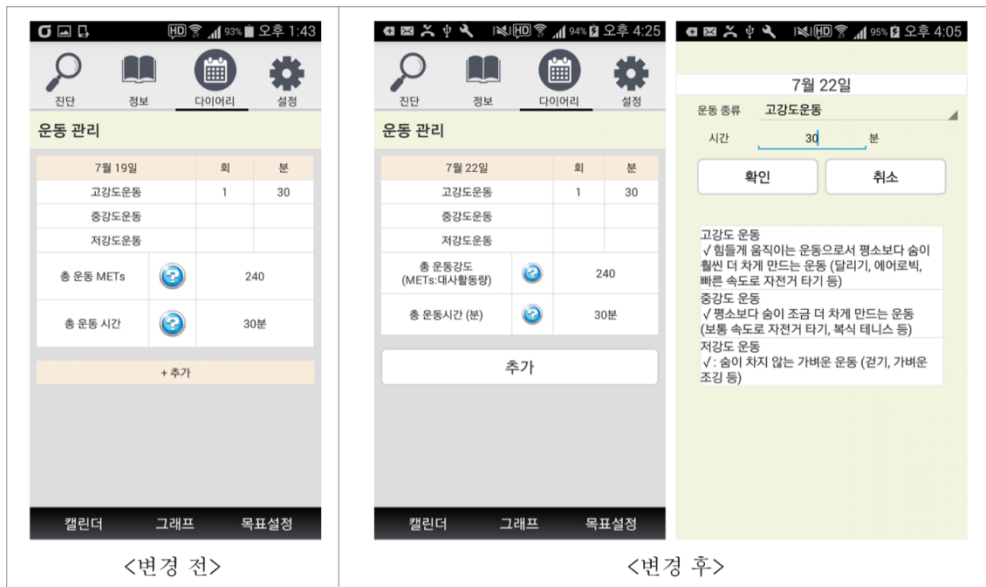 HD 93% 오후 1:43
진단 정보 다이어리 설정
운동 관리
7월 19일 회 분
고강도운동 1 30
중강도운동
저강도운동
총 운동 METs ? 240
총 운동 시간 ? 30분
+ 추가
캘린더 그래프 목표설정
<변경 전>
HD 94% 오후 4:25
진단 정보 다이어리 설정
운동 관리
7월 22일 회 분
고강도운동 1 30
중강도운동
저강도운동
총 운동강도
(METs:대사활동량) ? 240
총 운동시간 (분) ? 30분
추가
캘린더 그래프 목표설정
HD 95% 오후 4:05
7월 22일
운동 종류 고강도운동
시간 30 분
확인 취소
고강도 운동
√ 힘들게 움직이는 운동으로서 평소보다 숨이
훨씬 더 차게 만드는 운동 (달리기, 에어로빅,
빠른 속도로 자전거 타기 등)
중강도 운동
√ 평소보다 숨이 조금 더 차게 만드는 운동
(보통 속도로 자전거 타기, 복식 테니스 등)
저강도 운동
√ : 숨이 차지 않는 가벼운 운동 (걷기, 가벼운
조깅 등)
<변경 후>